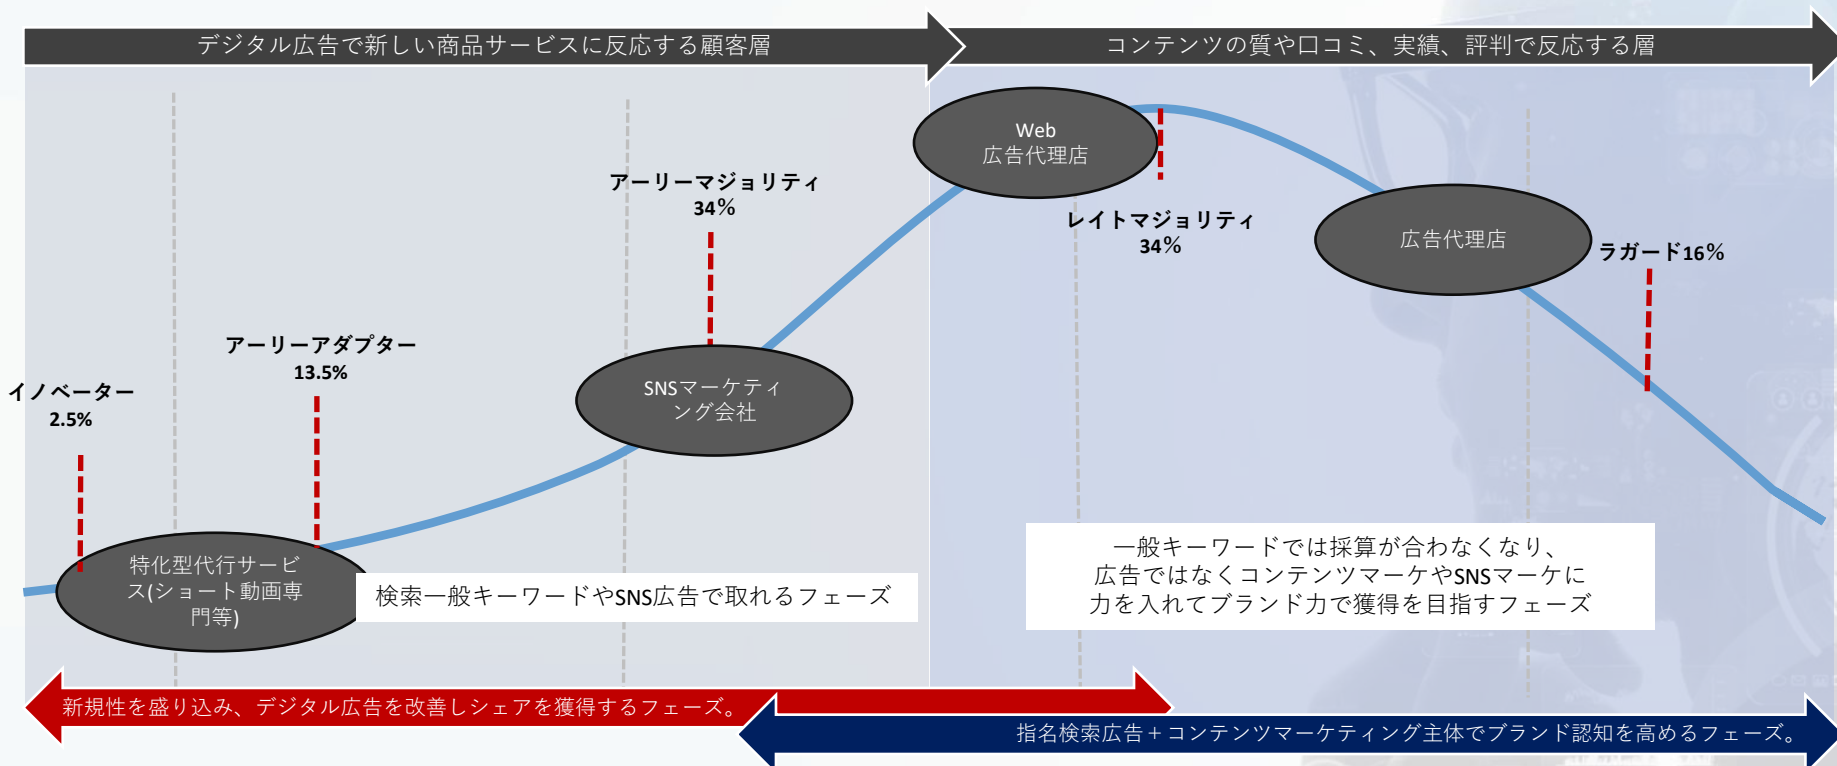 デジタル広告で新しい商品サービスに反応する顧客層
コンテンツの質や口コミ、実績、評判で反応する層
Web
広告代理店
アーリーマジョリティ
34%
レイトマジョリティ
34%
広告代理店
ラガード16%
アーリーアダプター
13.5%
イノベーター
2.5%
SNSマーケティ
ング会社
特化型代行サービ
ス(ショート動画専
門等)
検索一般キーワードやSNS広告で取れるフェーズ
一般キーワードでは採算が合わなくなり、
広告ではなくコンテンツマーケやSNSマーケに
力を入れてブランド力で獲得を目指すフェーズ
新規性を盛り込み、デジタル広告を改善しシェアを獲得するフェーズ。
指名検索広告+コンテンツマーケティング主体でブランド認知を高めるフェーズ。